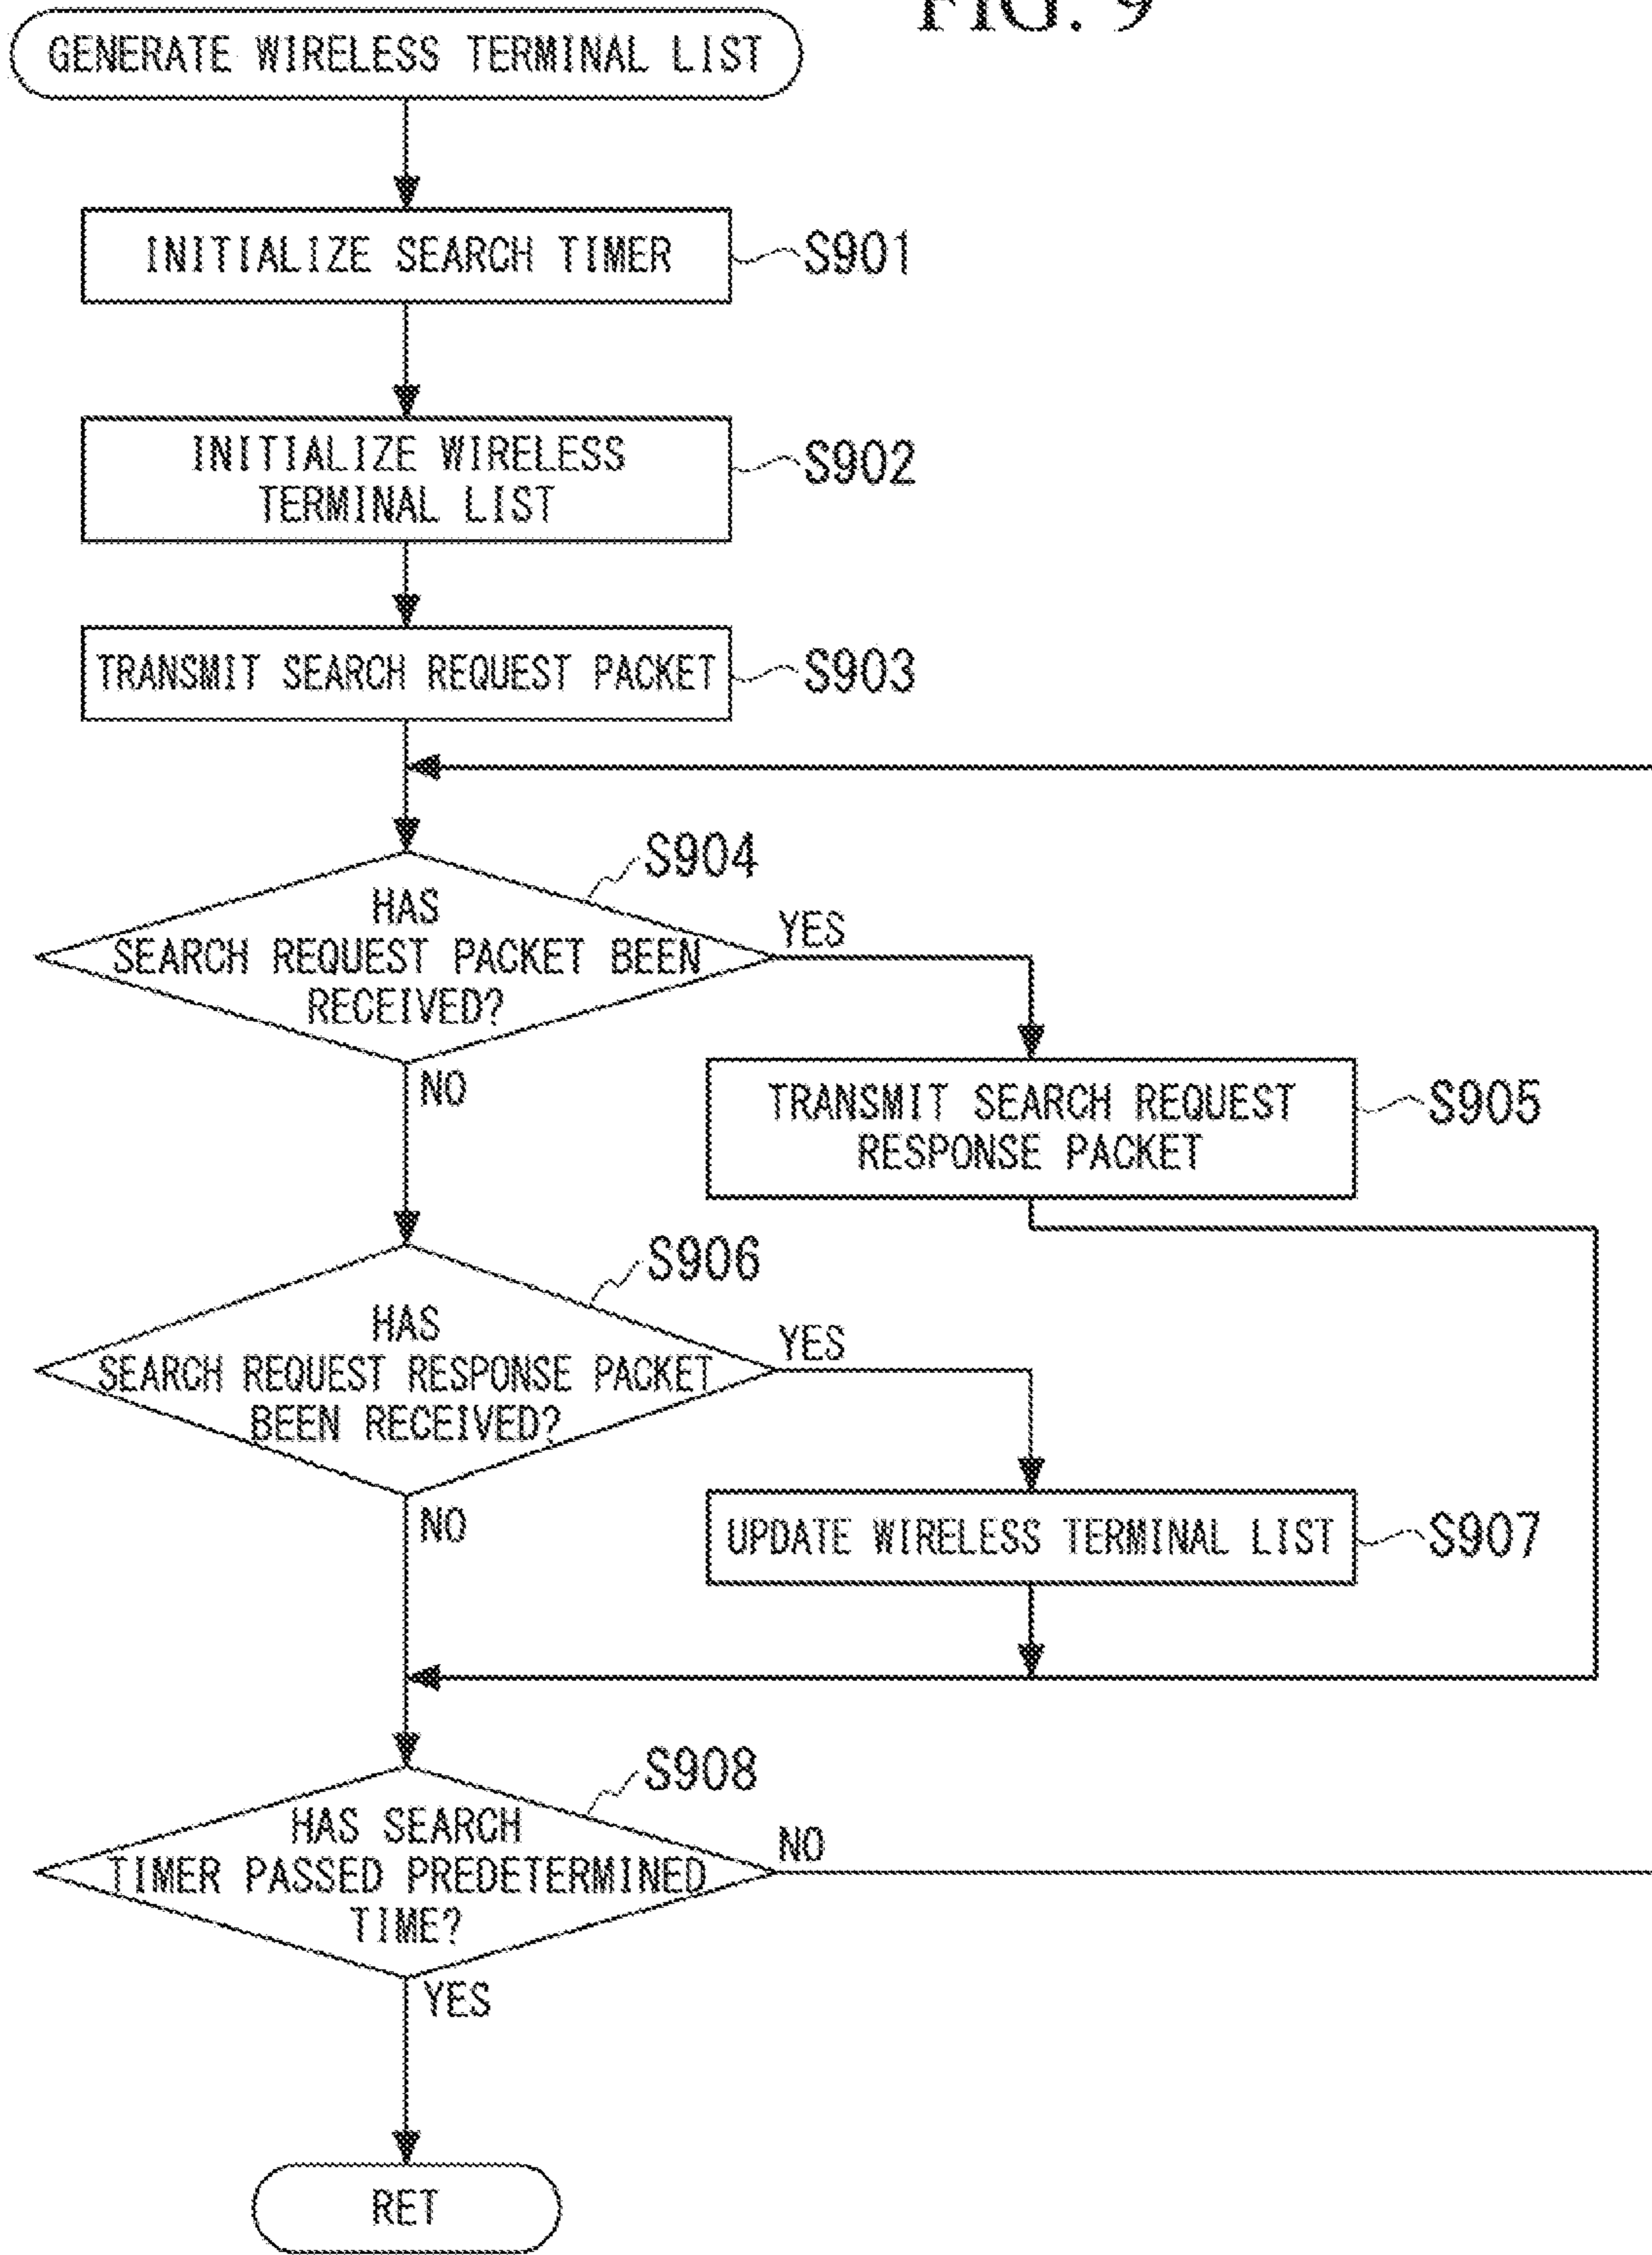 FIG. 9
GENERATE WIRELESS TERMINAL LIST
INITIALIZE SEARCH TIMER
S901
INITIALIZE WIRELESS
TERMINAL LIST
S902
TRANSMIT SEARCH REQUEST PACKET
S903
S904
HAS
SEARCH REQUEST PACKET BEEN
RECEIVED?
YES
NO
TRANSMIT SEARCH REQUEST
RESPONSE PACKET
S905
S906
HAS
SEARCH REQUEST RESPONSE PACKET
BEEN RECEIVED?
YES
NO
UPDATE WIRELESS TERMINAL LIST
S907
S908
HAS SEARCH
TIMER PASSED PREDETERMINED
TIME?
NO
YES
RET